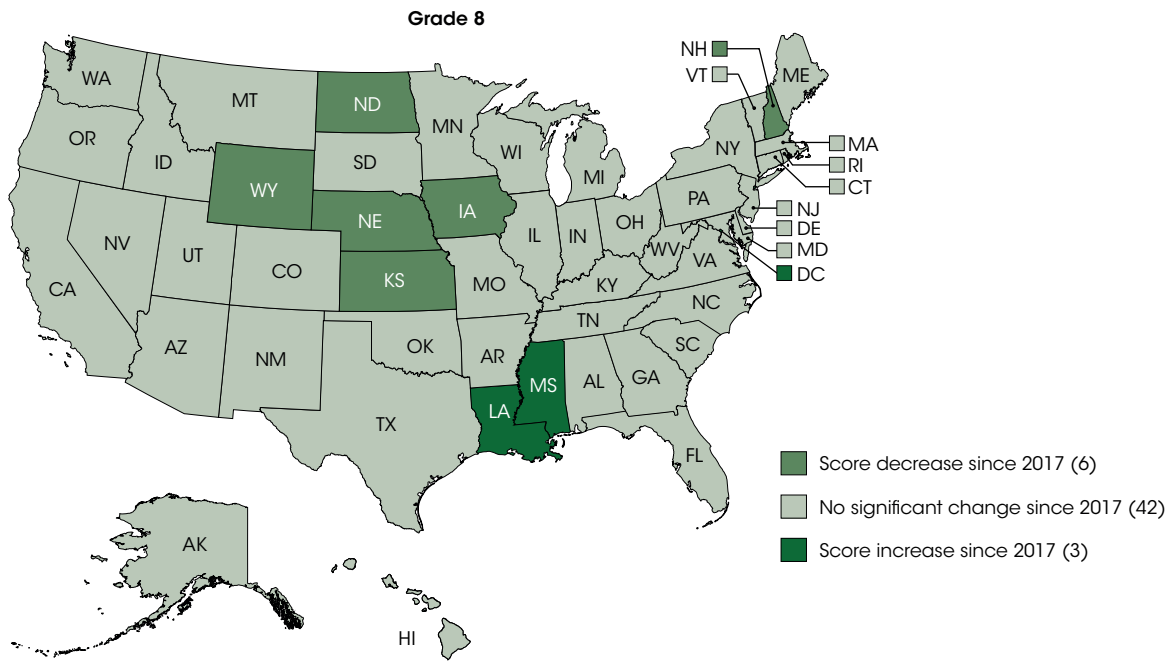 Grade 8
NH
VT
ME
WA
MT
ND
MN
OR
ID
SD
WI
MI
NY
MA
RI
CT
WY
NE
IA
PA
NJ
DE
MD
DC
NV
UT
CO
KS
IL
IN
OH
WV
VA
CA
MO
KY
NC
TN
AZ
NM
OK
AR
SC
MS
AL
GA
LA
TX
FL
Score decrease since 2017 (6)
No significant change since 2017 (42)
Score increase since 2017 (3)
AK
HI